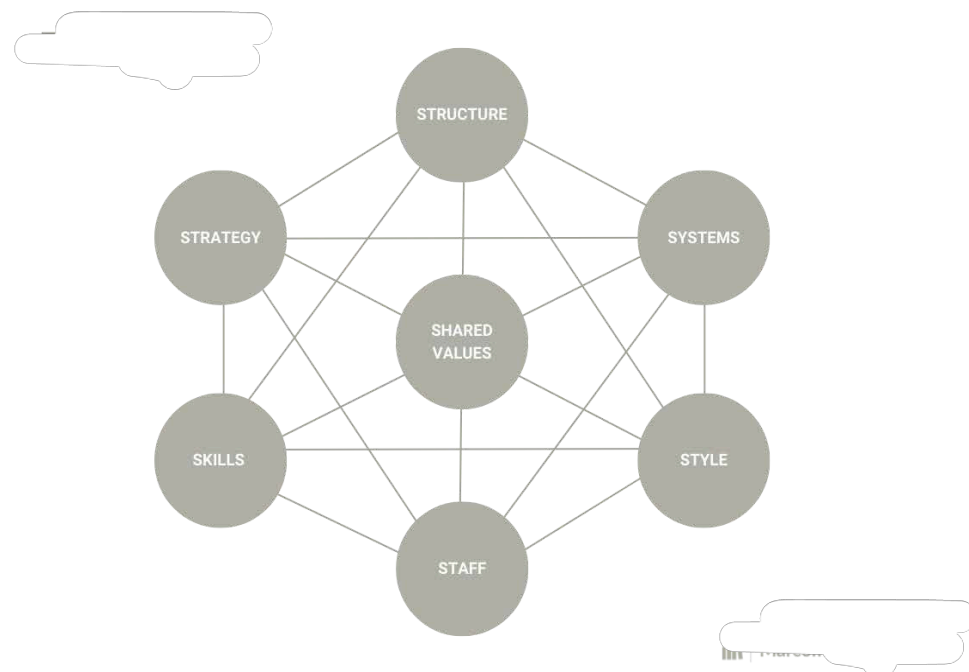 STRUCTURE
STRATEGY
SYSTEMS
SHARED
VALUES
SKILLS
STYLE
STAFF